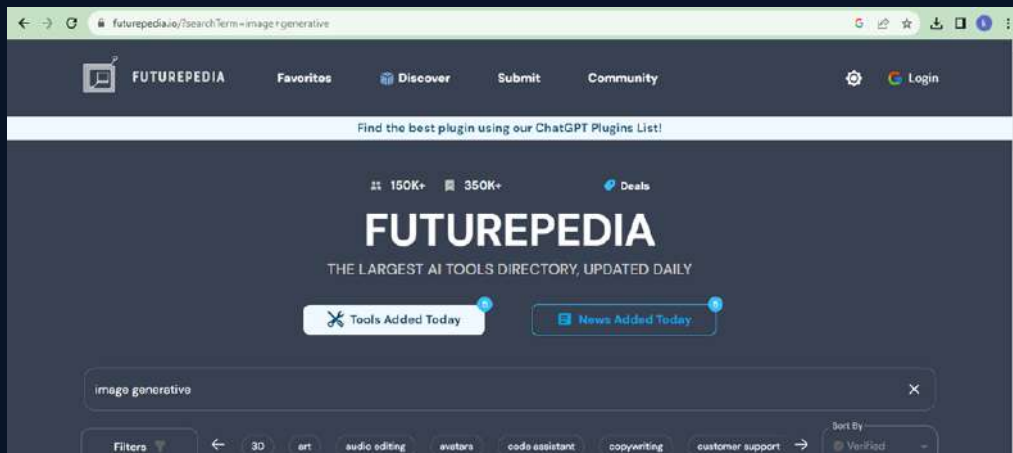 futurepedia.io/?searchTerm=image+generative
FUTUREPEDIA
Favorites
Discover
Submit
Community
Login
Find the best plugin using our ChatGPT Plugins List!
150K+
350K+
Deals
FUTUREPEDIA
THE LARGEST AI TOOLS DIRECTORY, UPDATED DAILY
Tools Added Today
News Added Today
image generative
Filters
3D
art
audio editing
avatars
code assistant
copywriting
customer support
Sort By
Verified